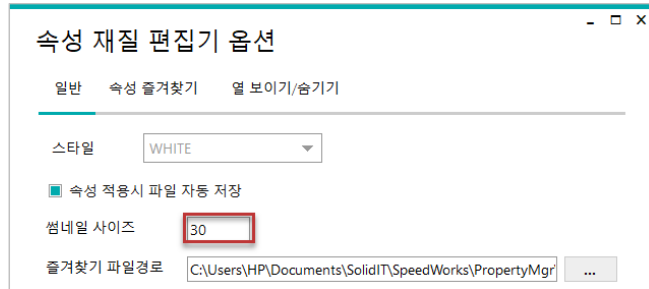 속성 재질 편집기 옵션
일반 속성 즐겨찾기 열 보이기/숨기기
스타일 WHITE
속성 적용시 파일 자동 저장
썸네일 사이즈 30
즐겨찾기 파일경로 C:\Users\HP\Documents\SolidIT\SpeedWorks\PropertyMgr ...